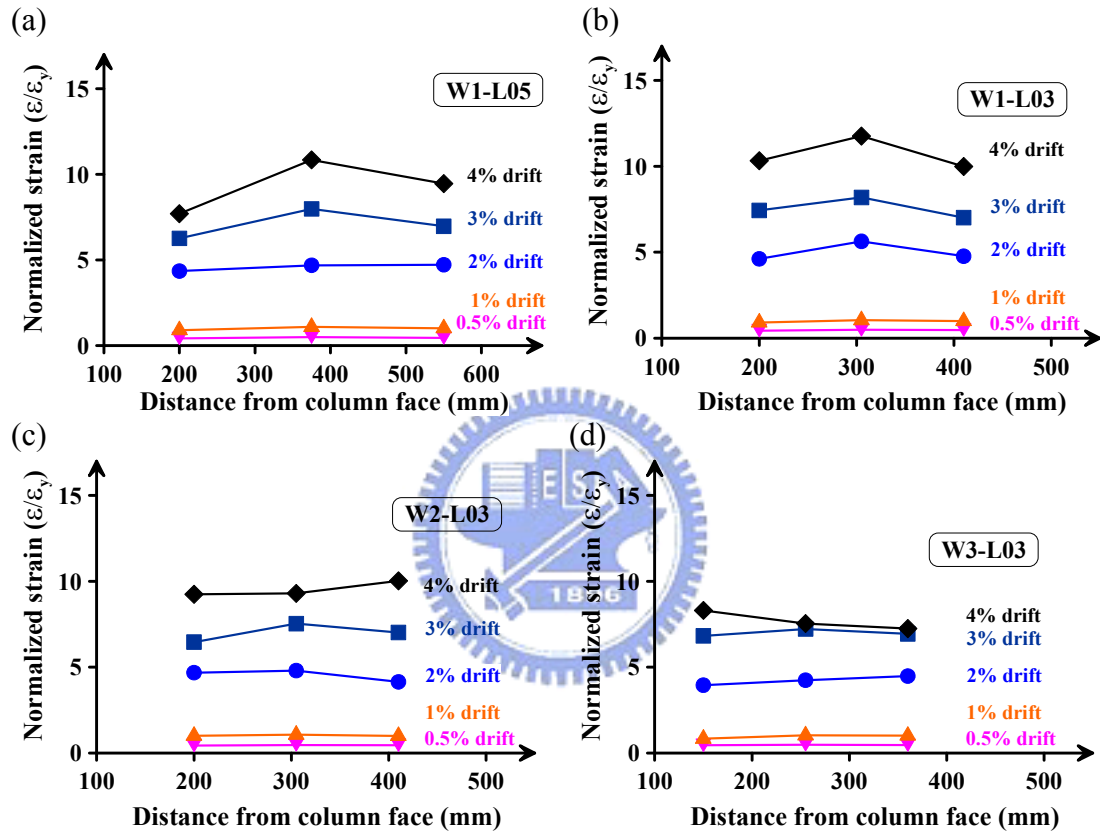 (a)
Normalized strain (ε/εy)
15
10
5
0
W1-L05
4% drift
3% drift
2% drift
1% drift
0.5% drift
100 200 300 400 500 600
Distance from column face (mm)
(b)
Normalized strain (ε/εy)
15
10
5
0
W1-L03
4% drift
3% drift
2% drift
1% drift
0.5% drift
100 200 300 400 500
Distance from column face (mm)
(c)
Normalized strain (ε/εy)
15
10
5
0
W2-L03
4% drift
3% drift
2% drift
1% drift
0.5% drift
100 200 300 400 500
Distance from column face (mm)
(d)
Normalized strain (ε/εy)
15
10
5
0
W3-L03
4% drift
3% drift
2% drift
1% drift
0.5% drift
100 200 300 400 500
Distance from column face (mm)
E S
1896